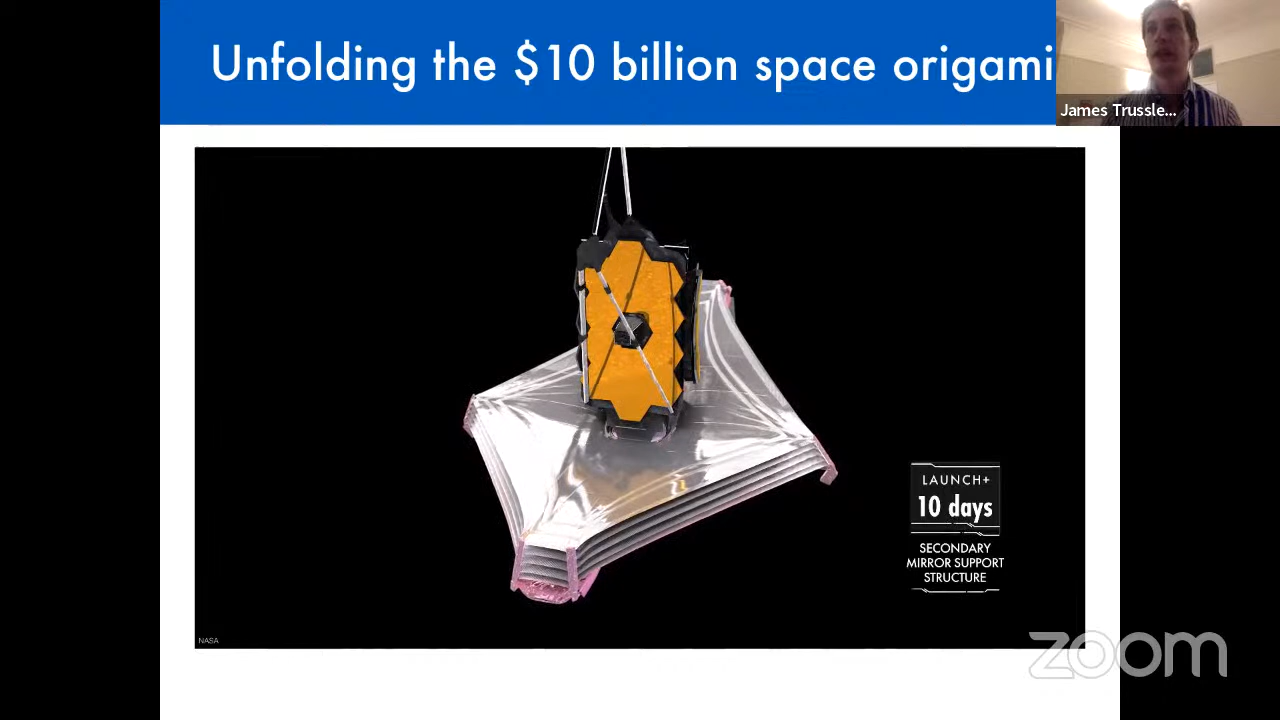 Unfolding the $10 billion space origami
James Trussle...
LAUNCH+
10 days
SECONDARY
MIRROR SUPPORT
STRUCTURE
NASA
zoom